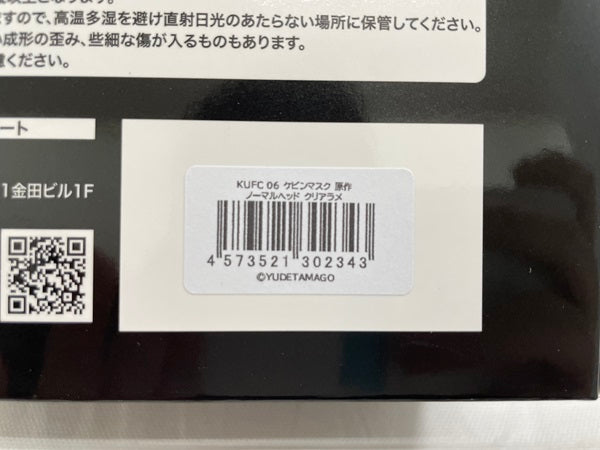 ますので、高温多湿を避け直射日光のあたらない場所に保管してください。
い成形の歪み、些細な傷が入るものもあります。
ください。
ート
1金田ビル1F
KUFC 06 ケビンマスク 原作
ノーマルヘッド クリアラメ
4 573521 302343
©YUDETAMAGO